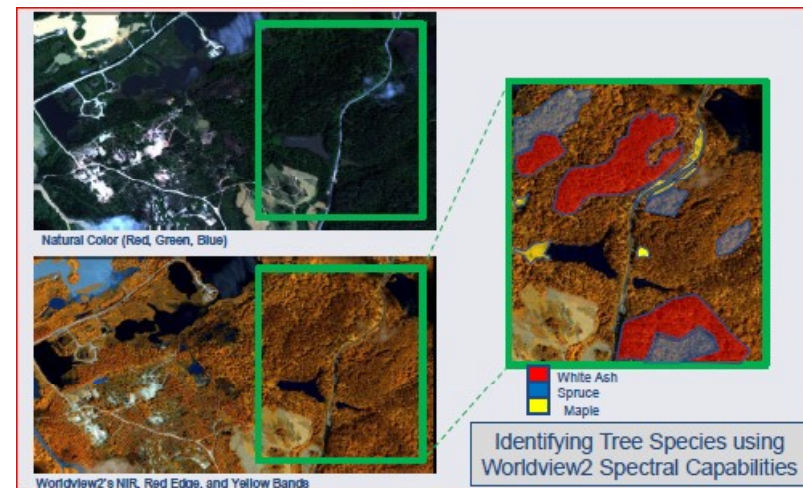 Natural Color (Red, Green, Blue)
Worldview2's NIR, Red Edge, and Yellow Bands
White Ash
Spruce
Maple
Identifying Tree Species using
Worldview2 Spectral Capabilities